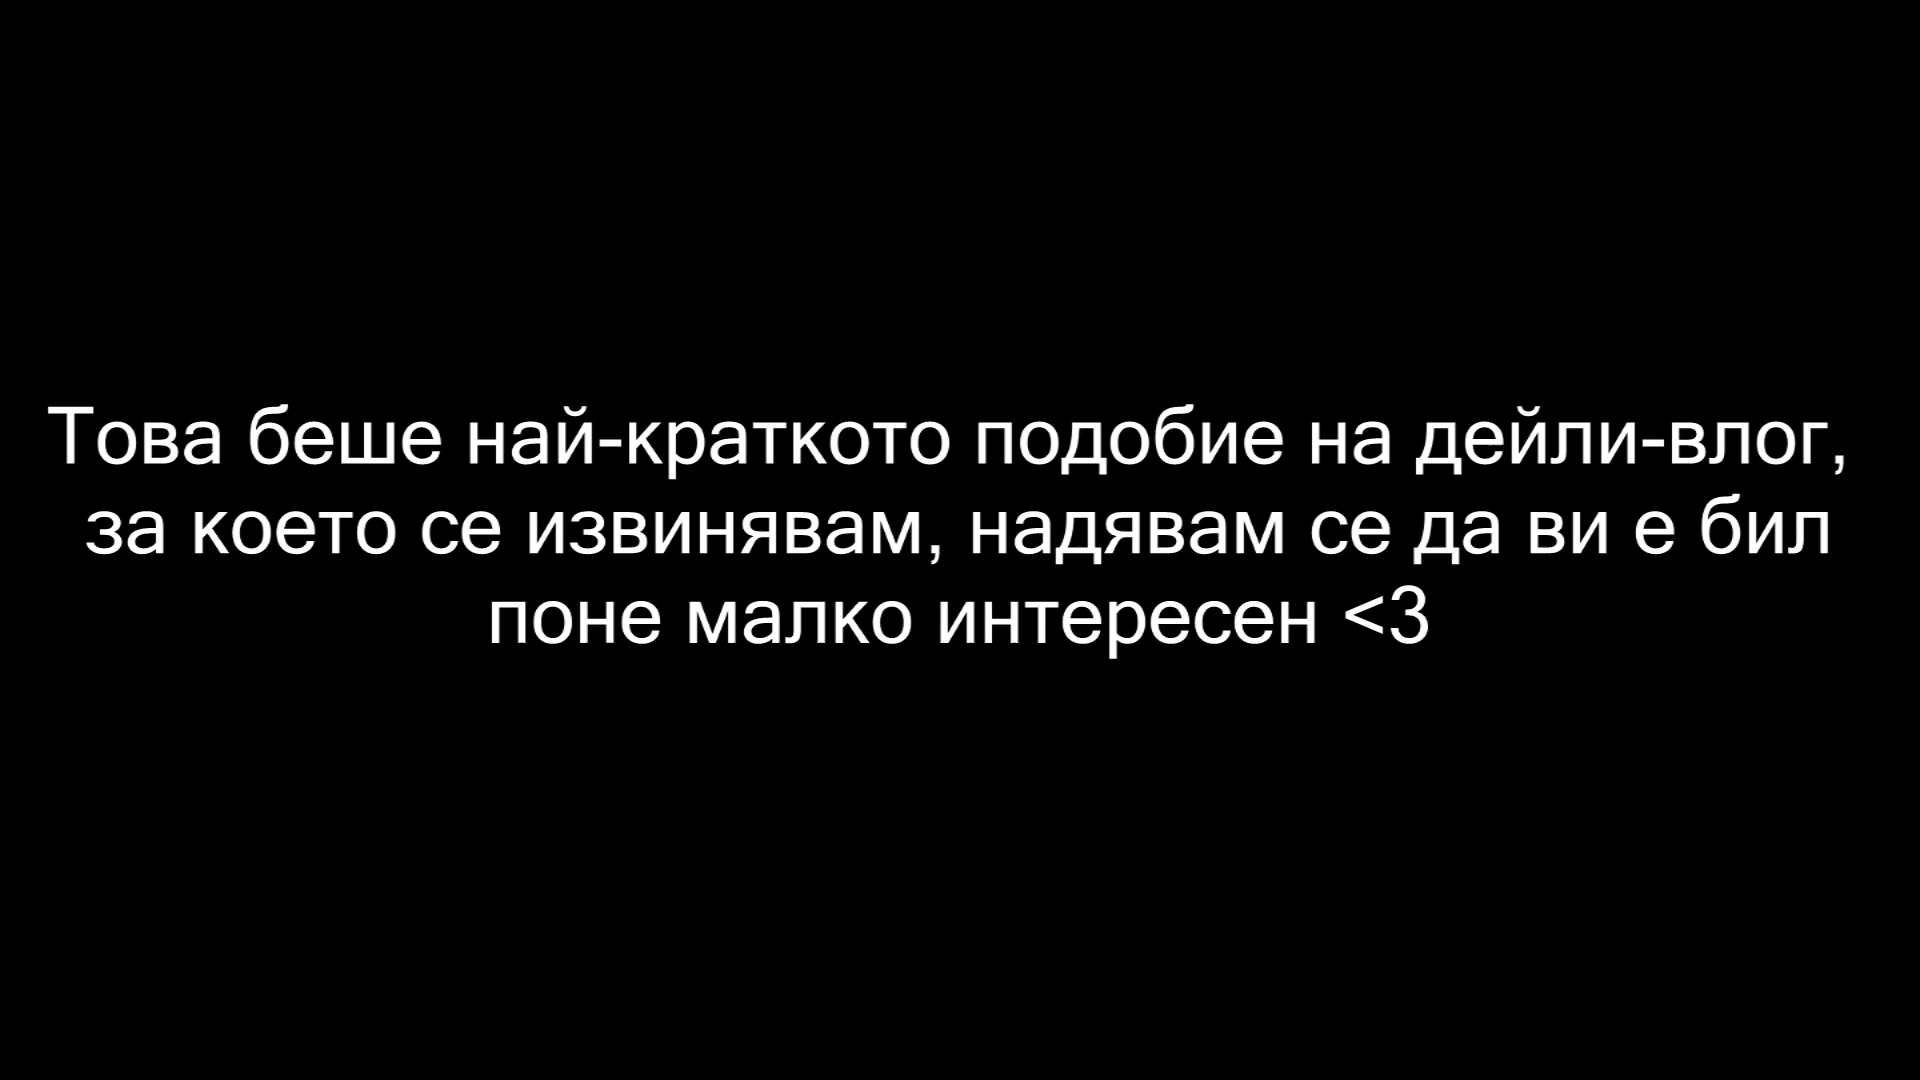 Това беше най-краткото подобие на дейли-влог,
за което се извинявам, надявам се да ви е бил
поне малко интересен <3